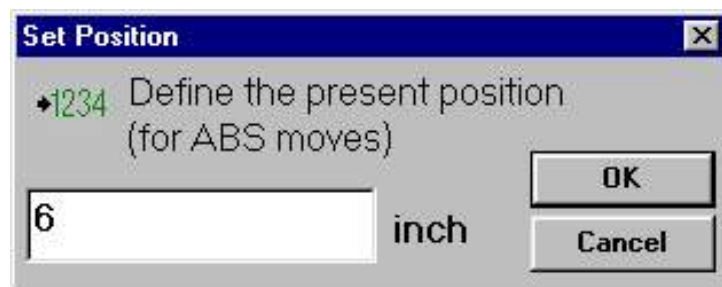 Set Position
1234 Define the present position
(for ABS moves)
OK
6 inch
Cancel